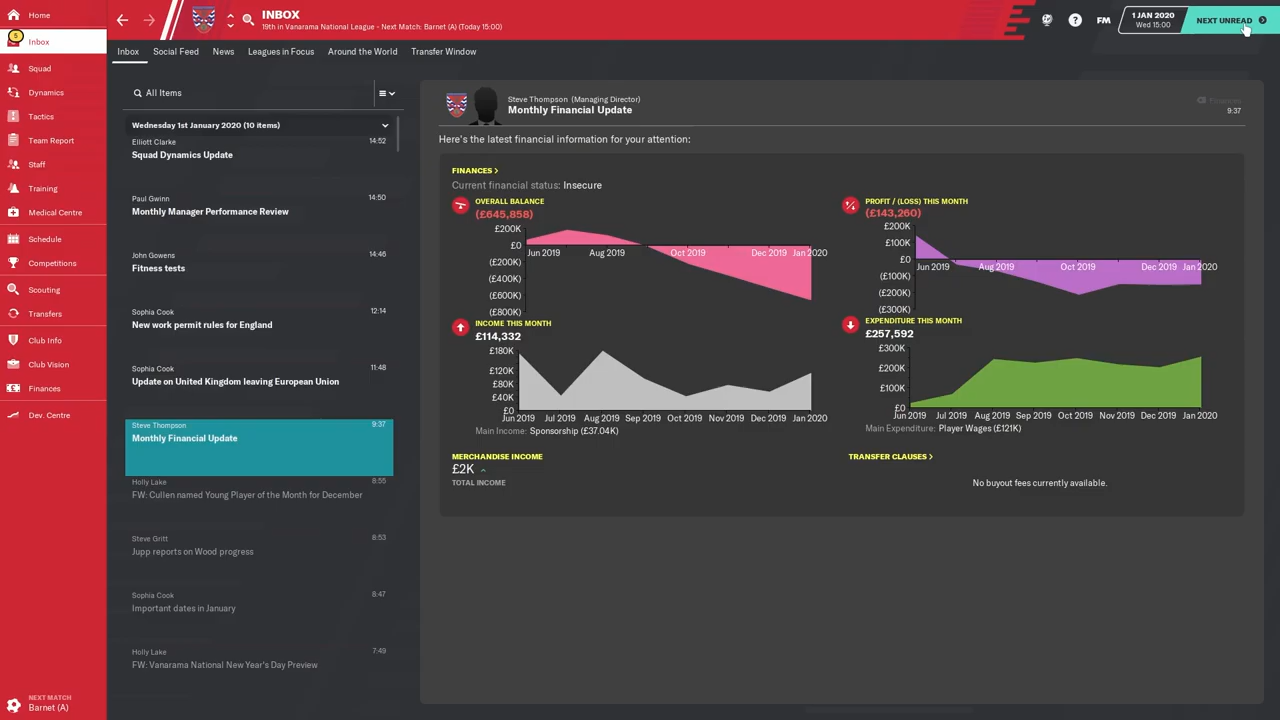 Home
INBOX
19th in Vanarama National League - Next Match: Barnet (A) (Today 15:00)
FM
1 JAN 2020
Wed 15:00
NEXT UNREAD
5
Inbox
Squad
Dynamics
Tactics
Team Report
Staff
Training
Medical Centre
Schedule
Competitions
Scouting
Transfers
Club Info
Club Vision
Finances
Dev. Centre
NEXT MATCH
Barnet (A)
Inbox
Social Feed
News
Leagues in Focus
Around the World
Transfer Window
All Items
Wednesday 1st January 2020 (10 items)
Elliott Clarke 14:52
Squad Dynamics Update
Paul Gwinn 14:50
Monthly Manager Performance Review
John Gowens 14:46
Fitness tests
Sophia Cook 12:14
New work permit rules for England
Sophia Cook 11:48
Update on United Kingdom leaving European Union
Steve Thompson 9:37
Monthly Financial Update
Holly Lake 8:55
FW: Cullen named Young Player of the Month for December
Steve Gritt 8:53
Jupp reports on Wood progress
Sophia Cook 8:47
Important dates in January
Holly Lake 7:49
FW: Vanarama National New Year's Day Preview
Steve Thompson (Managing Director)
Monthly Financial Update
Finances
9:37
Here's the latest financial information for your attention:
FINANCES >
Current financial status: Insecure
OVERALL BALANCE
(£645,858)
£200K
£0
(£200K)
(£400K)
(£600K)
(£800K)
Jun 2019 Aug 2019 Oct 2019 Dec 2019 Jan 2020
PROFIT / (LOSS) THIS MONTH
(£143,260)
£200K
£100K
£0
(£100K)
(£200K)
(£300K)
Jun 2019 Aug 2019 Oct 2019 Dec 2019 Jan 2020
INCOME THIS MONTH
£114,332
£180K
£120K
£80K
£40K
£0
Jun 2019 Jul 2019 Aug 2019 Sep 2019 Oct 2019 Nov 2019 Dec 2019 Jan 2020
Main Income: Sponsorship (£37.04K)
EXPENDITURE THIS MONTH
£257,592
£300K
£200K
£100K
£0
Jun 2019 Jul 2019 Aug 2019 Sep 2019 Oct 2019 Nov 2019 Dec 2019 Jan 2020
Main Expenditure: Player Wages (£121K)
MERCHANDISE INCOME
£2K
TOTAL INCOME
TRANSFER CLAUSES >
No buyout fees currently available.